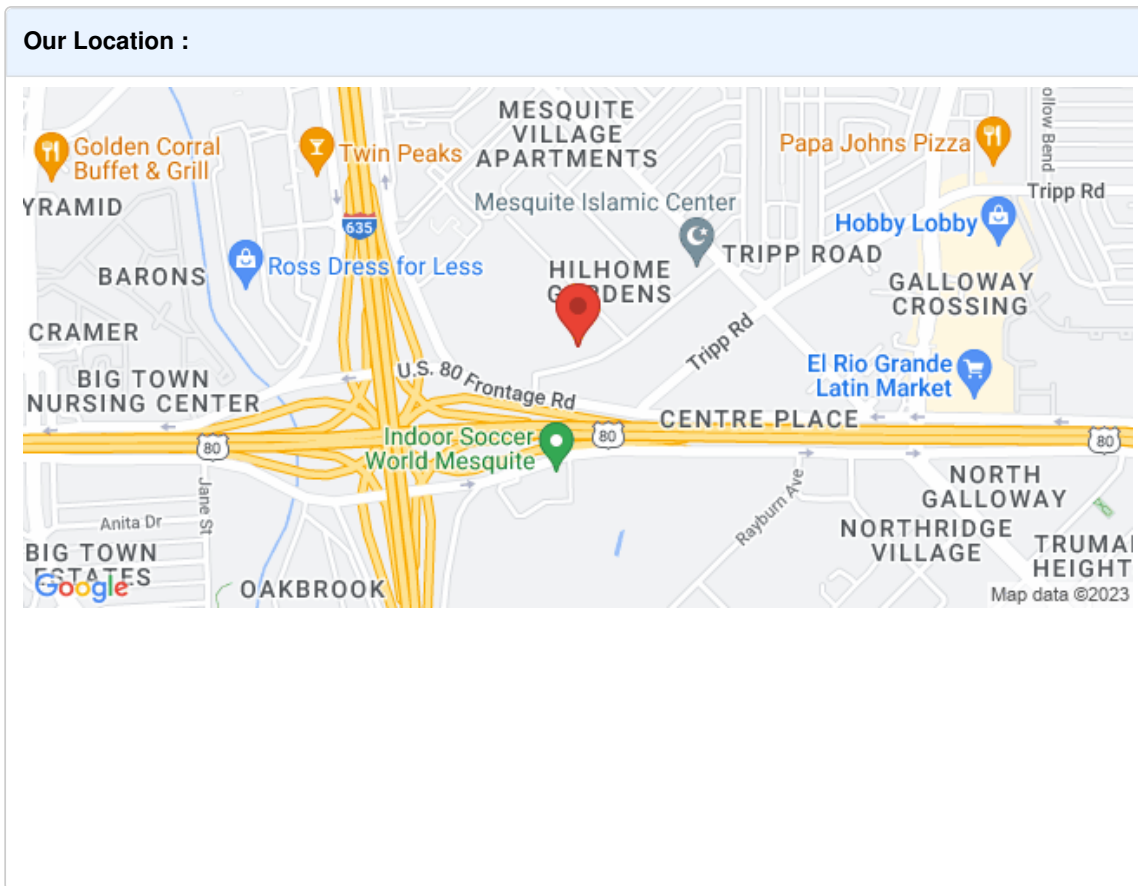 Our Location :
MESQUITE
VILLAGE
APARTMENTS
Golden Corral
Buffet & Grill
Twin Peaks
Papa Johns Pizza
ollow Bend
Tripp Rd
YRAMID
Mesquite Islamic Center
635
Hobby Lobby
BARONS
Ross Dress for Less
HILHOME
TRIPP ROAD
GALLOWAY
CROSSING
CRAMER
Tripp Rd
U.S. 80 Frontage Rd
El Rio Grande
Latin Market
BIG TOWN
NURSING CENTER
CENTRE PLACE
80
Indoor Soccer
World Mesquite
80
80
Jane St
Anita Dr
Rayburn Ave
NORTH
GALLOWAY
NORTHRIDGE
VILLAGE
BIG TOWN
ESTATES
OAKBROOK
TRUMA
HEIGHT
Google
Map data ©2023